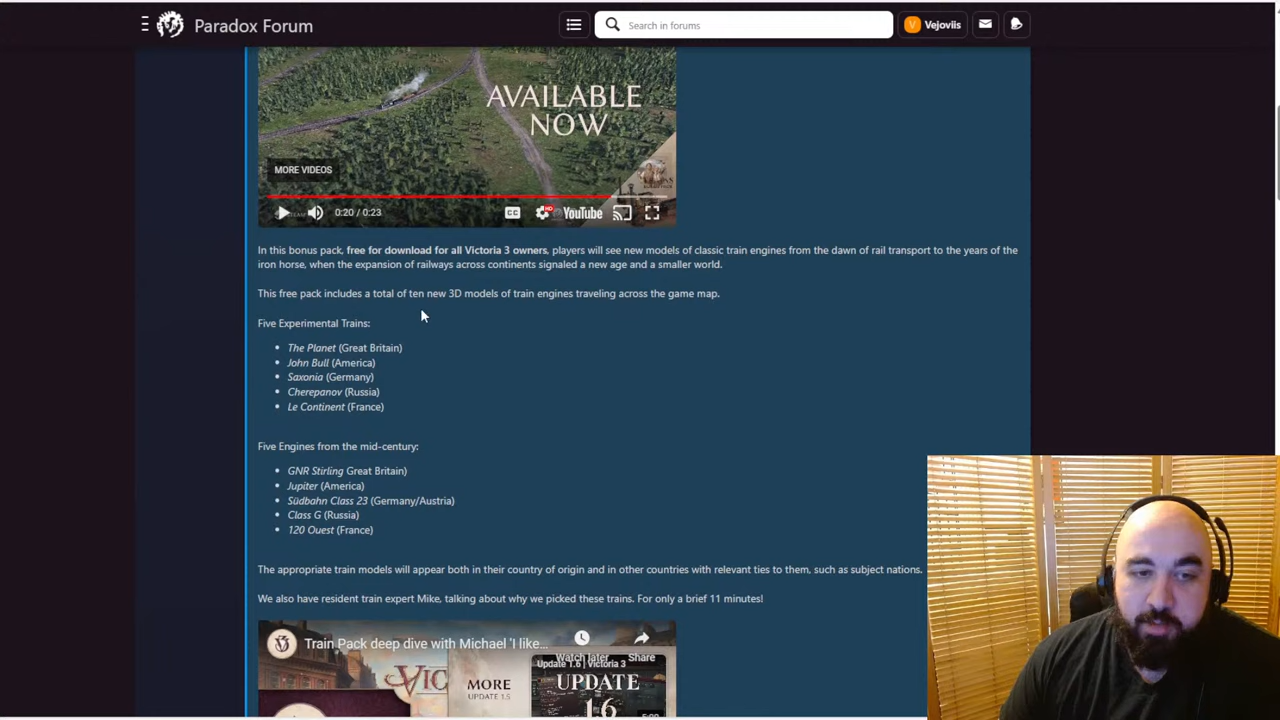 Paradox Forum
Search in forums
V Vejoviis
AVAILABLE
NOW
MORE VIDEOS
0:20 / 0:23
CC
HD
YouTube
In this bonus pack, free for download for all Victoria 3 owners, players will see new models of classic train engines from the dawn of rail transport to the years of the
iron horse, when the expansion of railways across continents signaled a new age and a smaller world.
This free pack includes a total of ten new 3D models of train engines traveling across the game map.
Five Experimental Trains:
• The Planet (Great Britain)
• John Bull (America)
• Saxonia (Germany)
• Cherepanov (Russia)
• Le Continent (France)
Five Engines from the mid-century:
• GNR Stirling Great Britain)
• Jupiter (America)
• Südbahn Class 23 (Germany/Austria)
• Class G (Russia)
• 120 Ouest (France)
The appropriate train models will appear both in their country of origin and in other countries with relevant ties to them, such as subject nations.
We also have resident train expert Mike, talking about why we picked these trains. For only a brief 11 minutes!
Train Pack deep dive with Michael 'I like...
Watch later
Share
Update 1.6 | Victoria 3
VIC
MORE
UPDATE 1.5
UPDATE
1.6